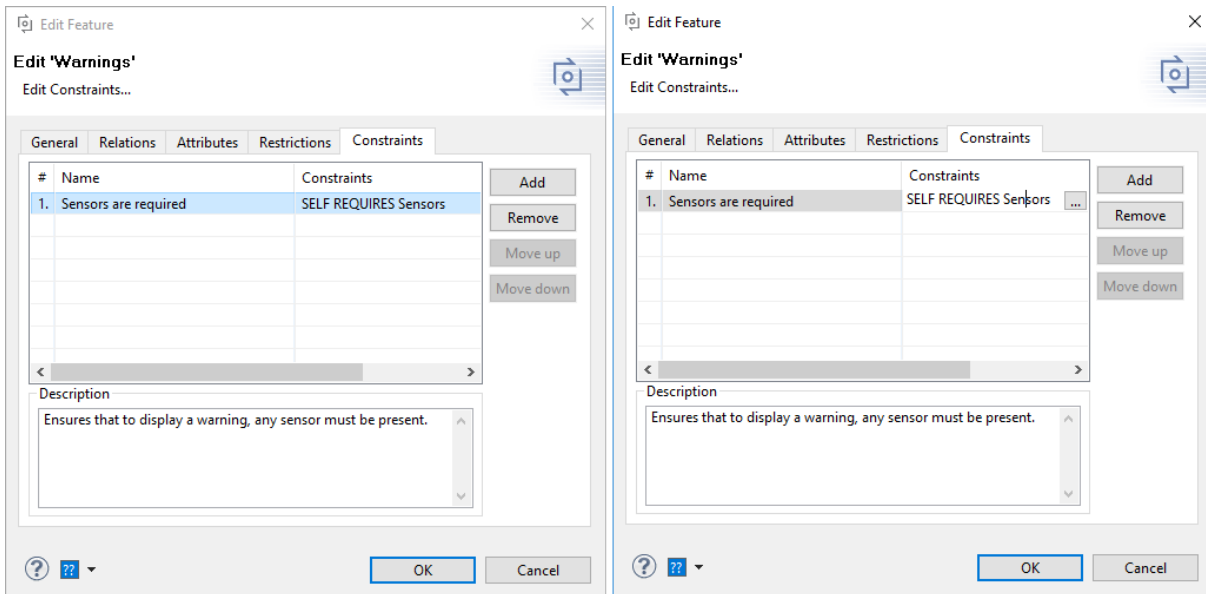 Edit Feature
Edit 'Warnings'
Edit Constraints...
General Relations Attributes Restrictions Constraints
# Name Constraints
1. Sensors are required SELF REQUIRES Sensors
Add
Remove
Move up
Move down
Description
Ensures that to display a warning, any sensor must be present.
? ?? OK Cancel
Edit Feature
Edit 'Warnings'
Edit Constraints...
General Relations Attributes Restrictions Constraints
# Name Constraints
1. Sensors are required SELF REQUIRES Sensors ...
Add
Remove
Move up
Move down
Description
Ensures that to display a warning, any sensor must be present.
? ?? OK Cancel